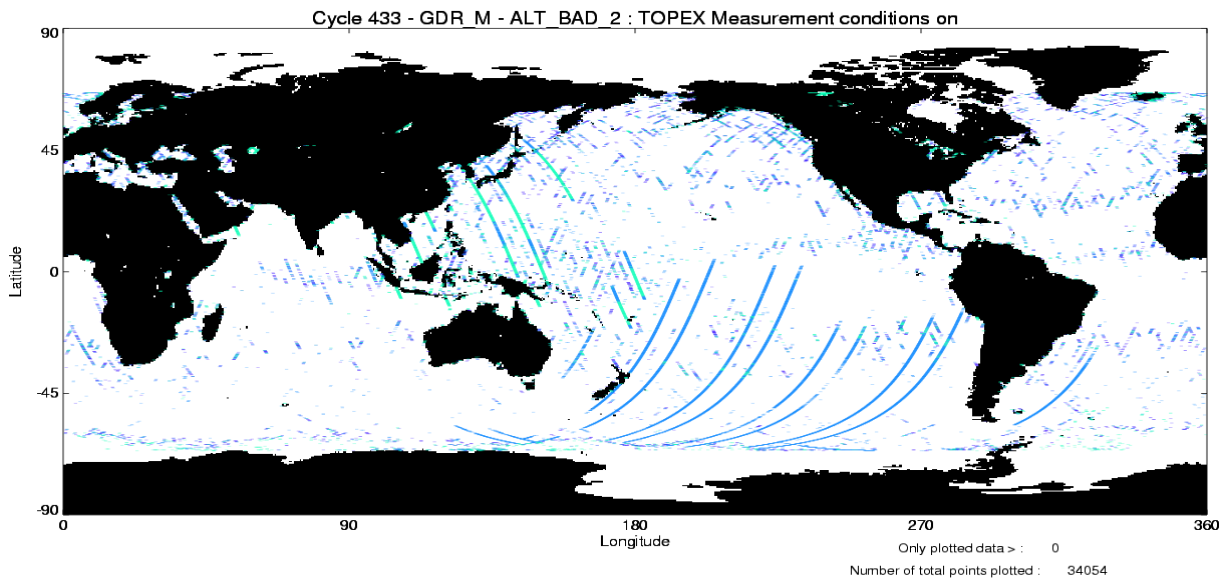 Cycle 433 - GDR_M - ALT_BAD_2 : TOPEX Measurement conditions on
90
45
0
-45
-90
Latitude
0 90 180 270 360
Longitude
Only plotted data > : 0
Number of total points plotted : 34054